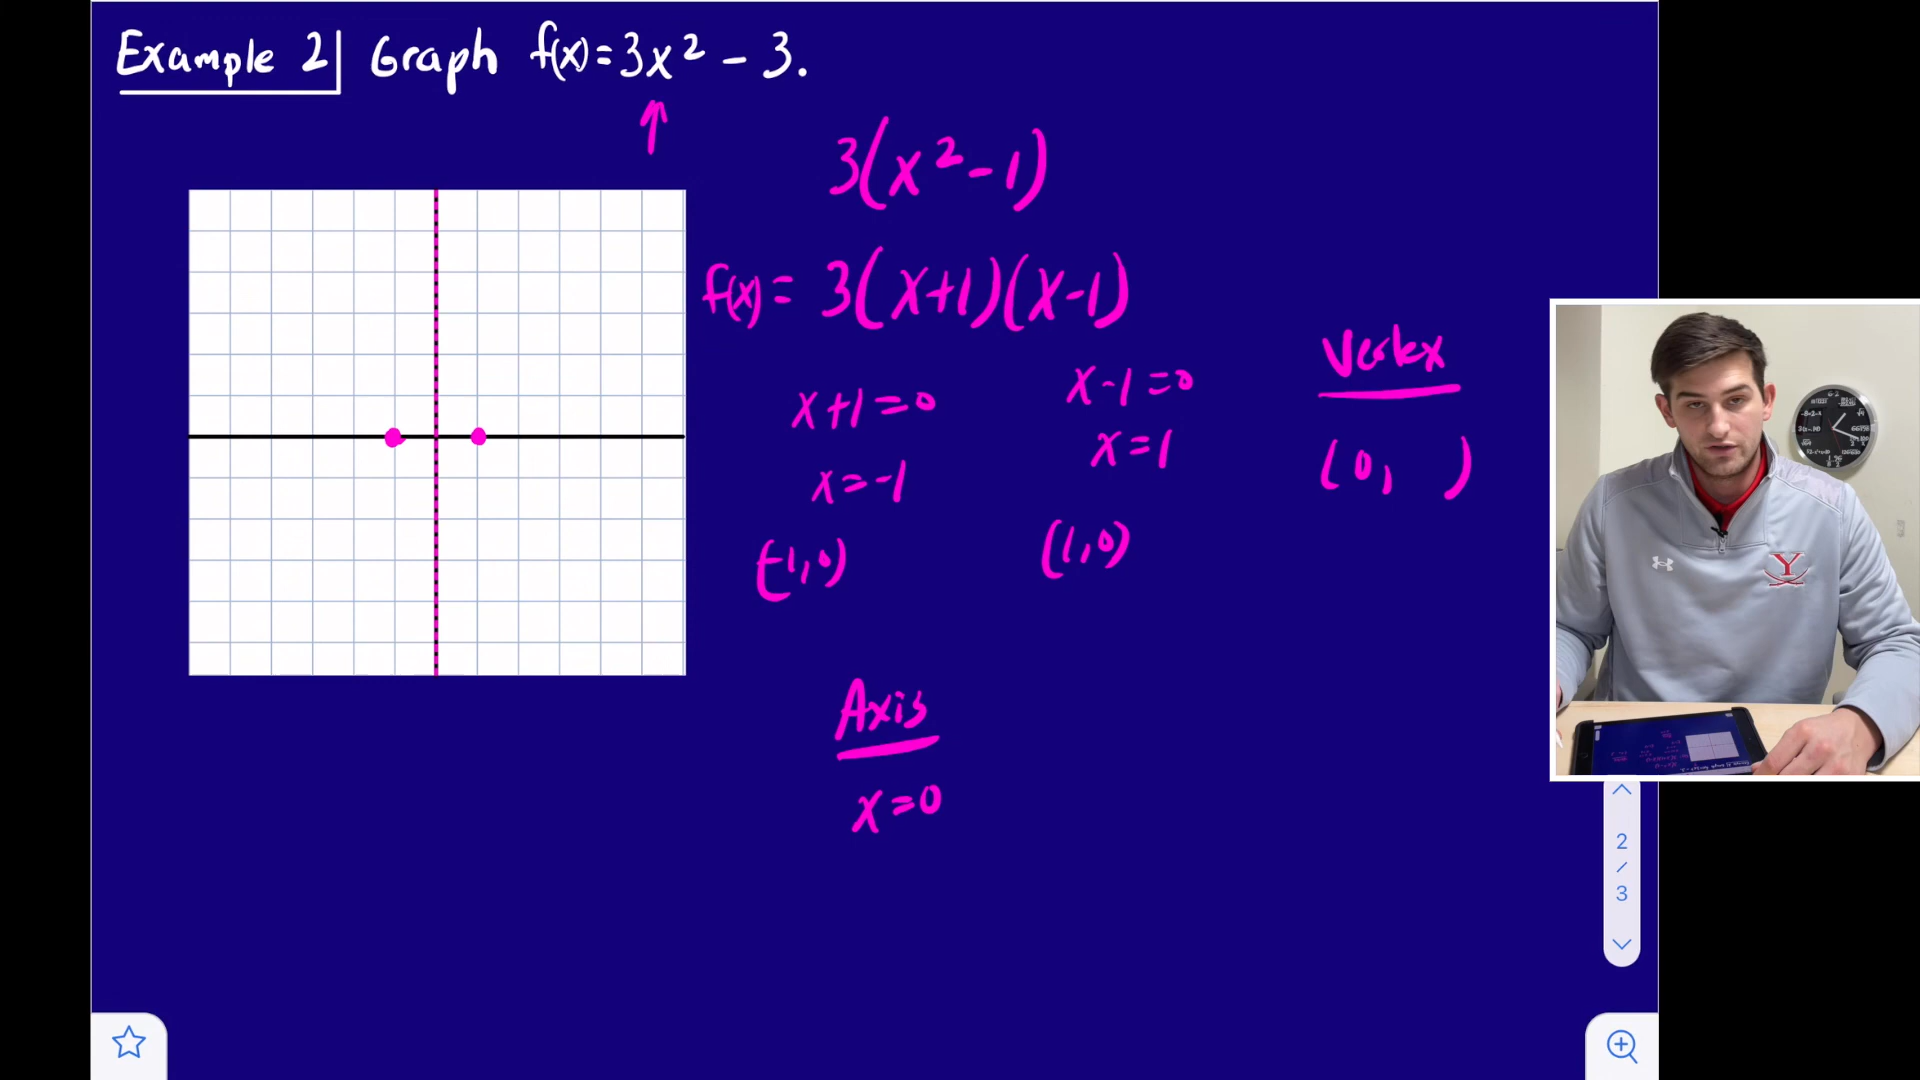 Example 2 Graph f(x)=3x² - 3.
3(x²-1)
f(x)= 3(x+1)(x-1)
x+1=0
x=-1
(-1,0)
x-1=0
x=1
(1,0)
Vertex
(0, )
Axis
x=0
Y
2
/
3